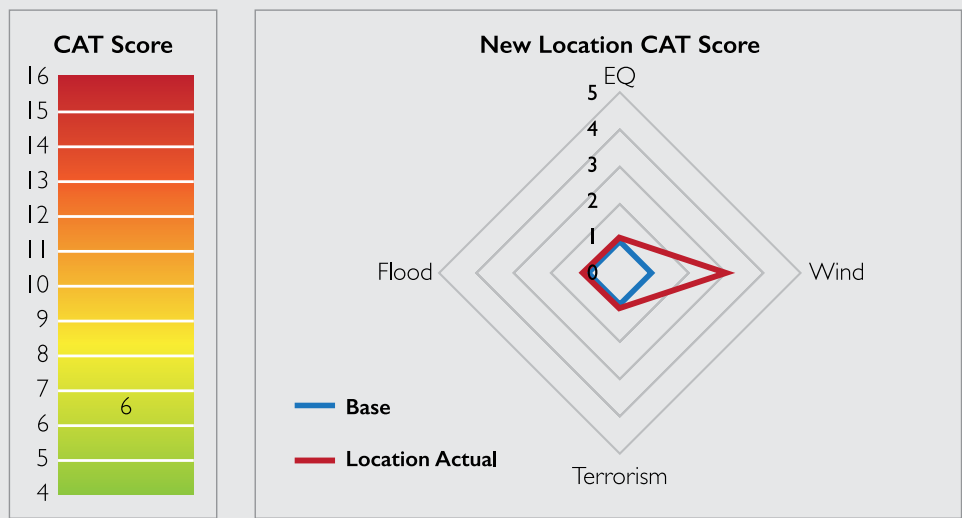 CAT Score
16
15
14
13
12
11
10
9
8
7
6
6
5
4
New Location CAT Score
EQ
5
4
3
2
1
0
Flood
Wind
Base
Location Actual
Terrorism